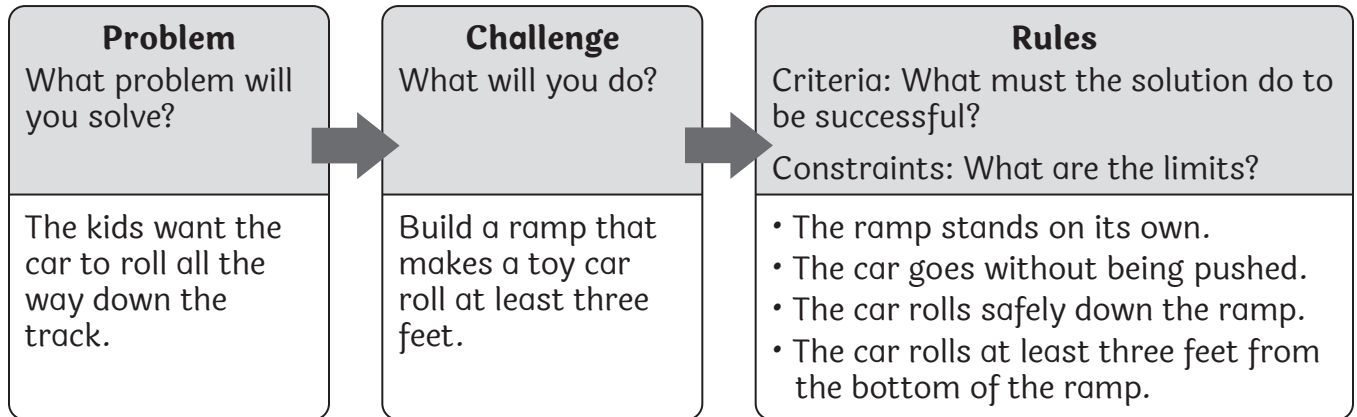 Problem
What problem will
you solve?
The kids want the
car to roll all the
way down the
track.
Challenge
What will you do?
Build a ramp that
makes a toy car
roll at least three
feet.
Rules
Criteria: What must the solution do to
be successful?
Constraints: What are the limits?
• The ramp stands on its own.
• The car goes without being pushed.
• The car rolls safely down the ramp.
• The car rolls at least three feet from
the bottom of the ramp.